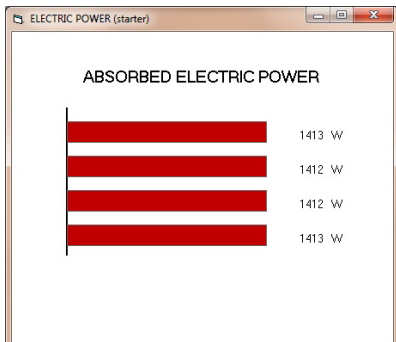 ELECTRIC POWER (starter)
ABSORBED ELECTRIC POWER
1413 W
1412 W
1412 W
1413 W